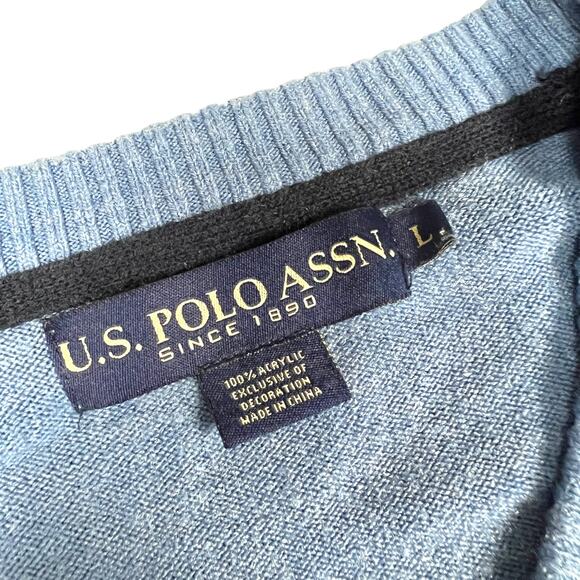 U.S. POLO ASSN.
SINCE 1890
L
100% ACRYLIC
EXCLUSIVE OF
DECORATION
MADE IN CHINA